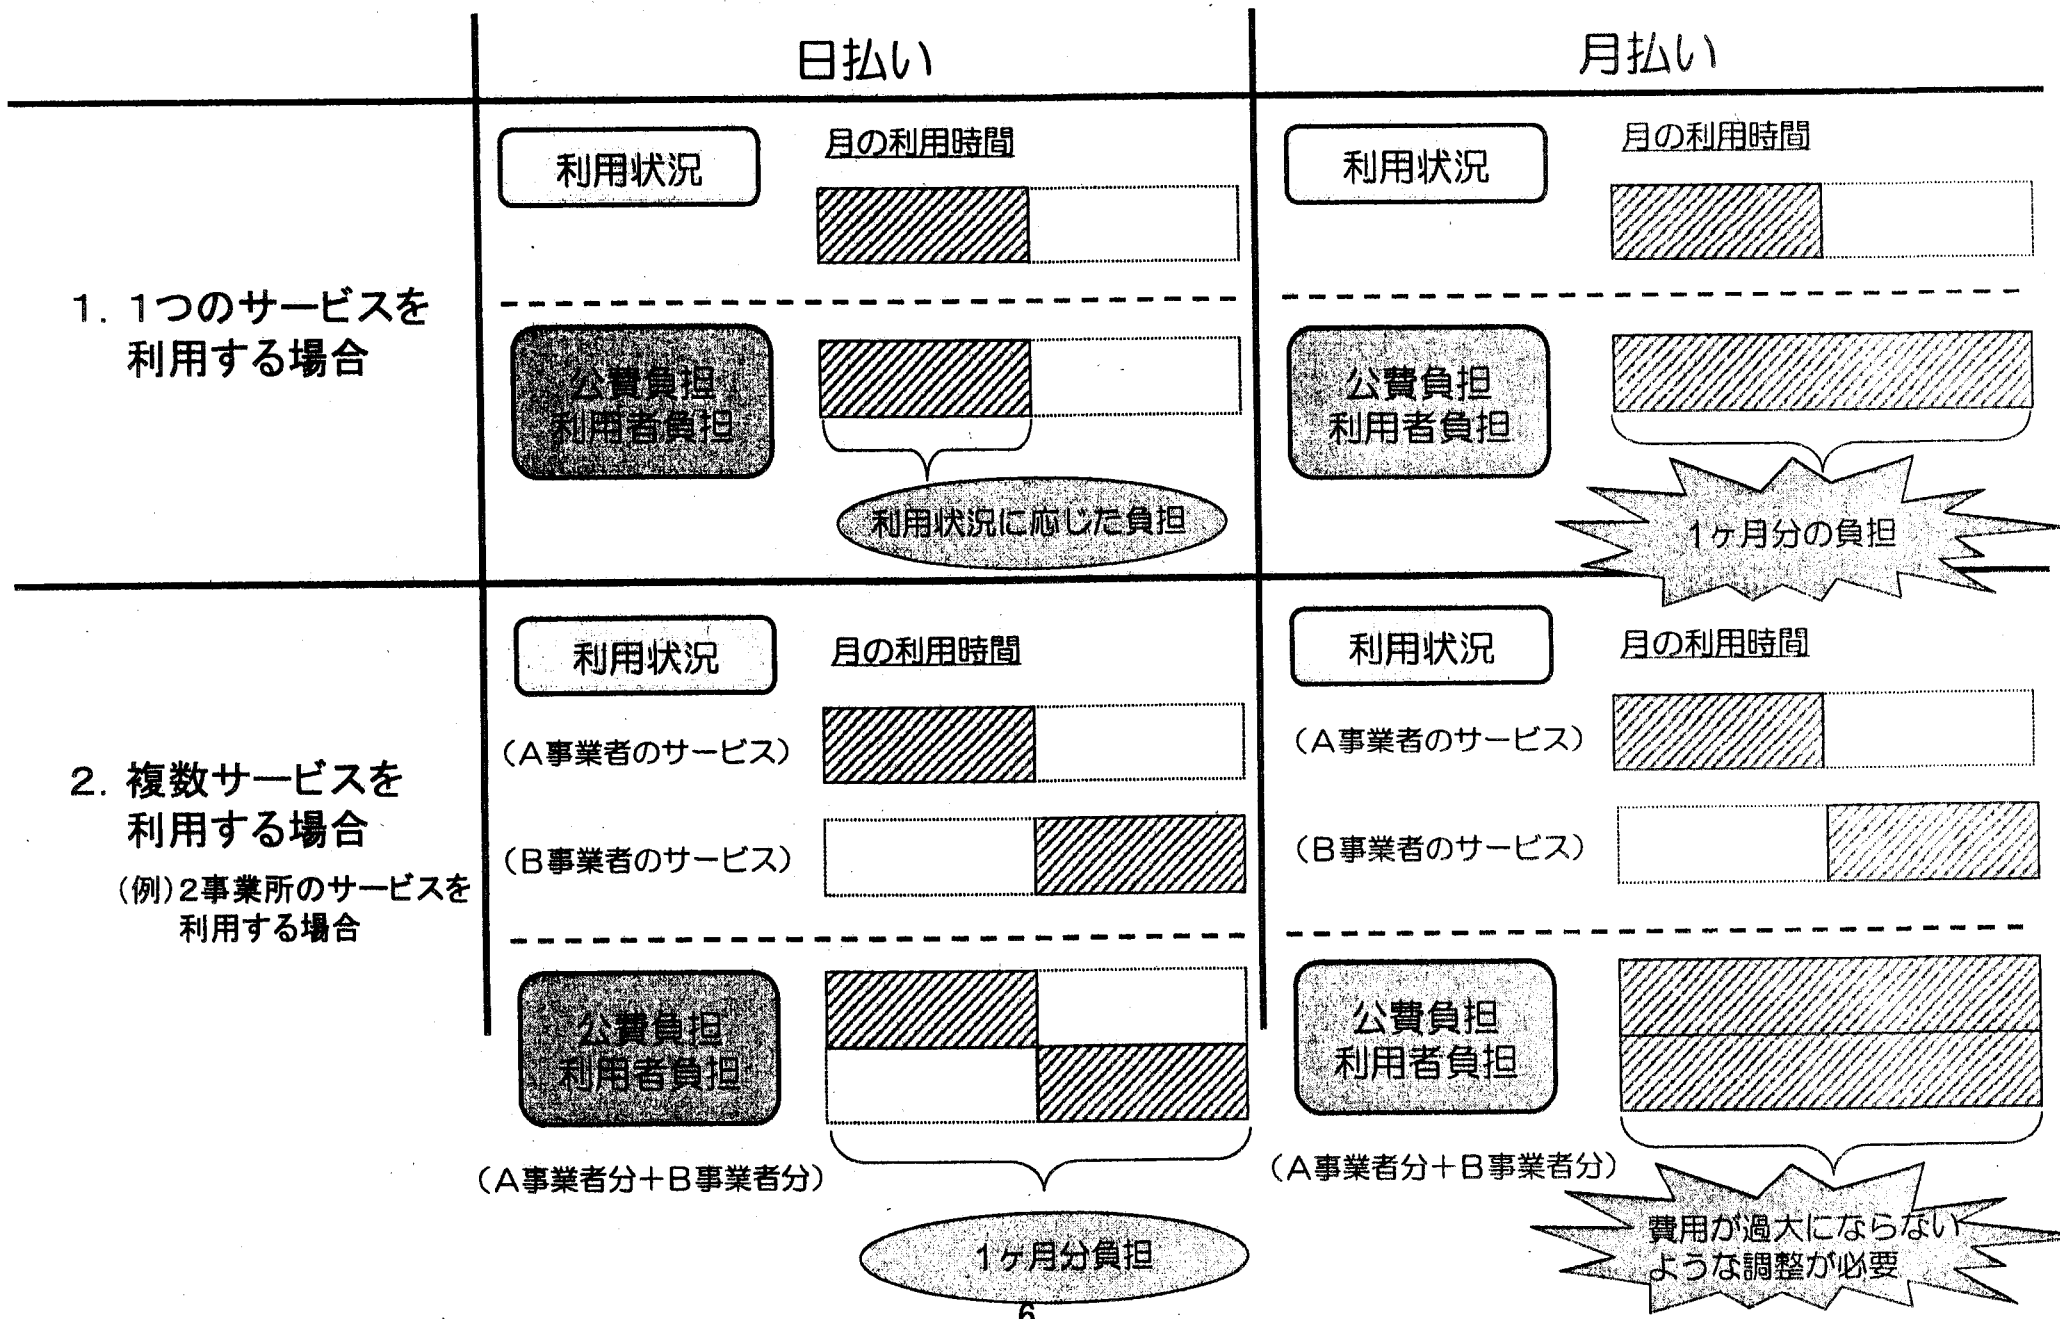 日払い
月払い
1. 1つのサービスを
利用する場合
利用状況
月の利用時間
公費負担
利用者負担
利用状況に応じた負担
利用状況
月の利用時間
公費負担
利用者負担
1ヶ月分の負担
2. 複数サービスを
利用する場合
(例)2事業所のサービスを
利用する場合
利用状況
月の利用時間
(A事業者のサービス)
(B事業者のサービス)
公費負担
利用者負担
(A事業者分+B事業者分)
1ヶ月分負担
利用状況
月の利用時間
(A事業者のサービス)
(B事業者のサービス)
公費負担
利用者負担
(A事業者分+B事業者分)
費用が過大にならない
ような調整が必要
6